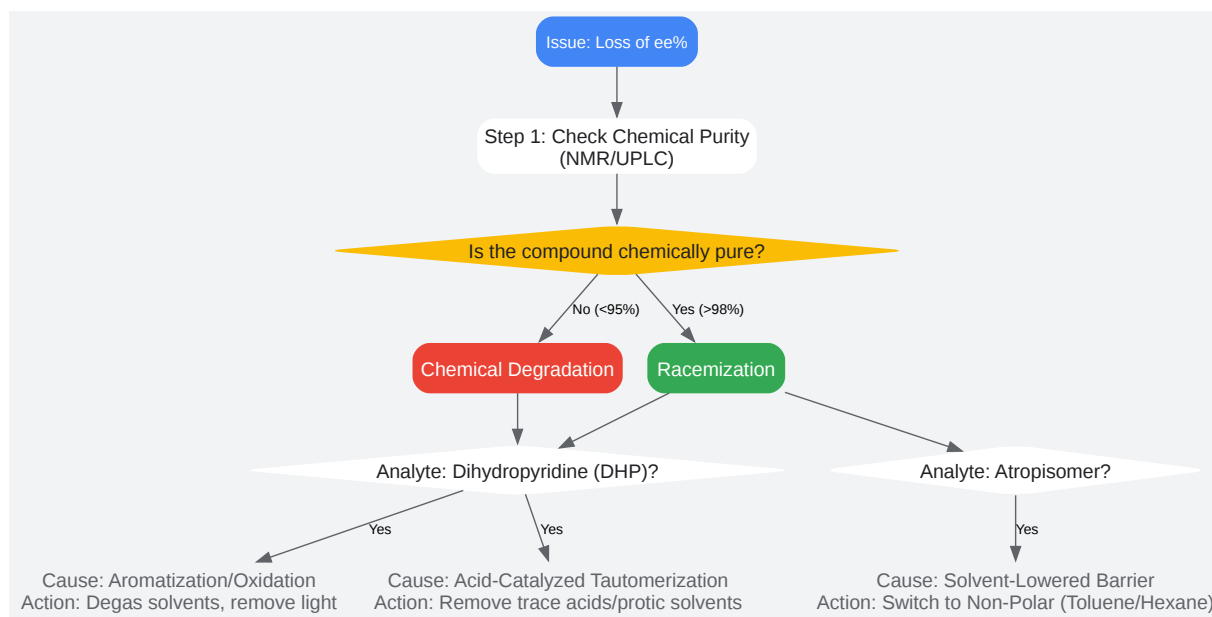 Issue: Loss of ee%
Step 1: Check Chemical Purity
(NMR/UPLC)
Is the compound chemically pure?
No (<95%)
Yes (>98%)
Chemical Degradation
Racemization
Analyte: Dihydropyridine (DHP)?
Analyte: Atropisomer?
Yes
Yes
Yes
Cause: Aromatization/Oxidation
Action: Degas solvents, remove light
Cause: Acid-Catalyzed Tautomerization
Action: Remove trace acids/protic solvents
Cause: Solvent-Lowered Barrier
Action: Switch to Non-Polar (Toluene/Hexane)